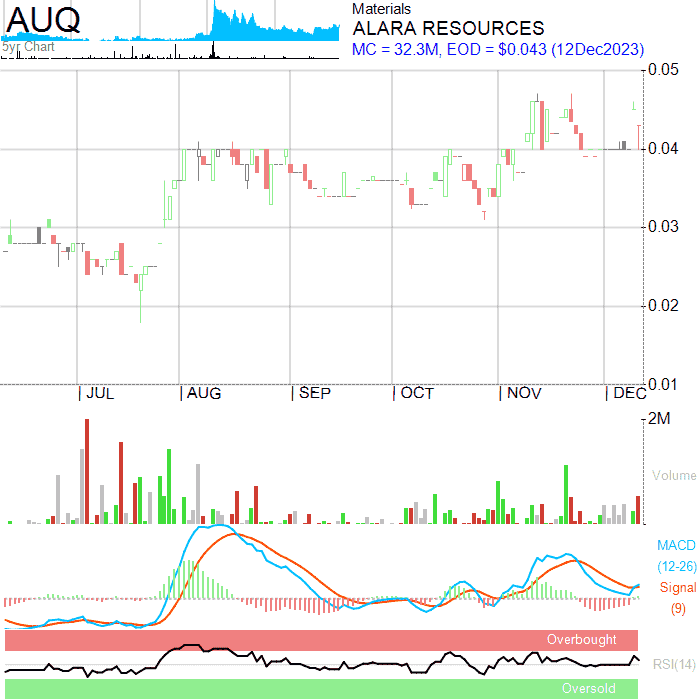 AUQ
5yr Chart
Materials
ALARA RESOURCES
MC = 32.3M, EOD = $0.043 (12Dec2023)
0.05
0.04
0.03
0.02
0.01
| JUL | AUG | SEP | OCT | NOV | DEC
2M
Volume
MACD
(12-26)
Signal
(9)
Overbought
RSI(14)
Oversold